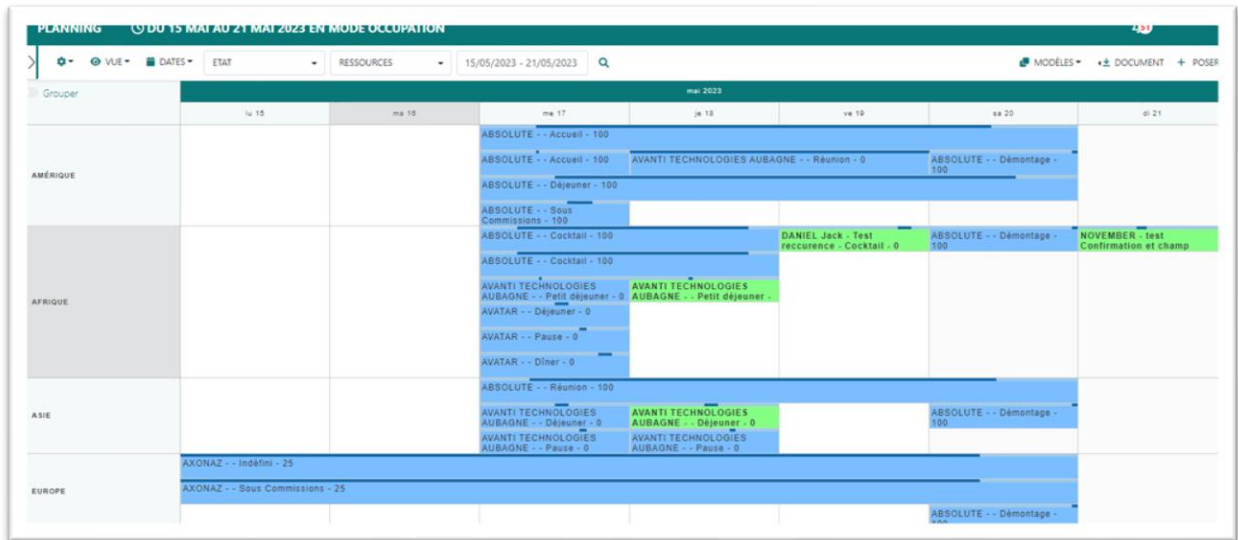 PLANNING DU 15 MAI AU 21 MAI 2023 EN MODE OCCUPATION
VUE DATES ETAT RESSOURCES 15/05/2023 - 21/05/2023 MODÈLES DOCUMENT + POSER
Grouper mai 2023
lu 15 ma 16 me 17 je 18 ve 19 sa 20 di 21
AMÉRIQUE
ABSOLUTE - - Accueil - 100
ABSOLUTE - - Accueil - 100 AVANTI TECHNOLOGIES AUBAGNE - - Réunion - 0 ABSOLUTE - - Démontage -
100
ABSOLUTE - - Déjeuner - 100
ABSOLUTE - - Sous
Commissions - 100
AFRIQUE
ABSOLUTE - - Cocktail - 100 DANIEL Jack - Test ABSOLUTE - - Démontage - NOVEMBER - test
reccurence - Cocktail - 0 100 Confirmation et champ
ABSOLUTE - - Cocktail - 100
AVANTI TECHNOLOGIES AVANTI TECHNOLOGIES
AUBAGNE - - Petit déjeuner - 0 AUBAGNE - - Petit déjeuner -
AVATAR - - Déjeuner - 0
AVATAR - - Pause - 0
AVATAR - - Dîner - 0
ASIE
ABSOLUTE - - Réunion - 100
AVANTI TECHNOLOGIES AVANTI TECHNOLOGIES ABSOLUTE - - Démontage -
AUBAGNE - - Déjeuner - 0 AUBAGNE - - Déjeuner - 0 100
AVANTI TECHNOLOGIES AVANTI TECHNOLOGIES
AUBAGNE - - Pause - 0 AUBAGNE - - Pause - 0
EUROPE
AXONAZ - - Indéfini - 25
AXONAZ - - Sous Commissions - 25
ABSOLUTE - - Démontage -